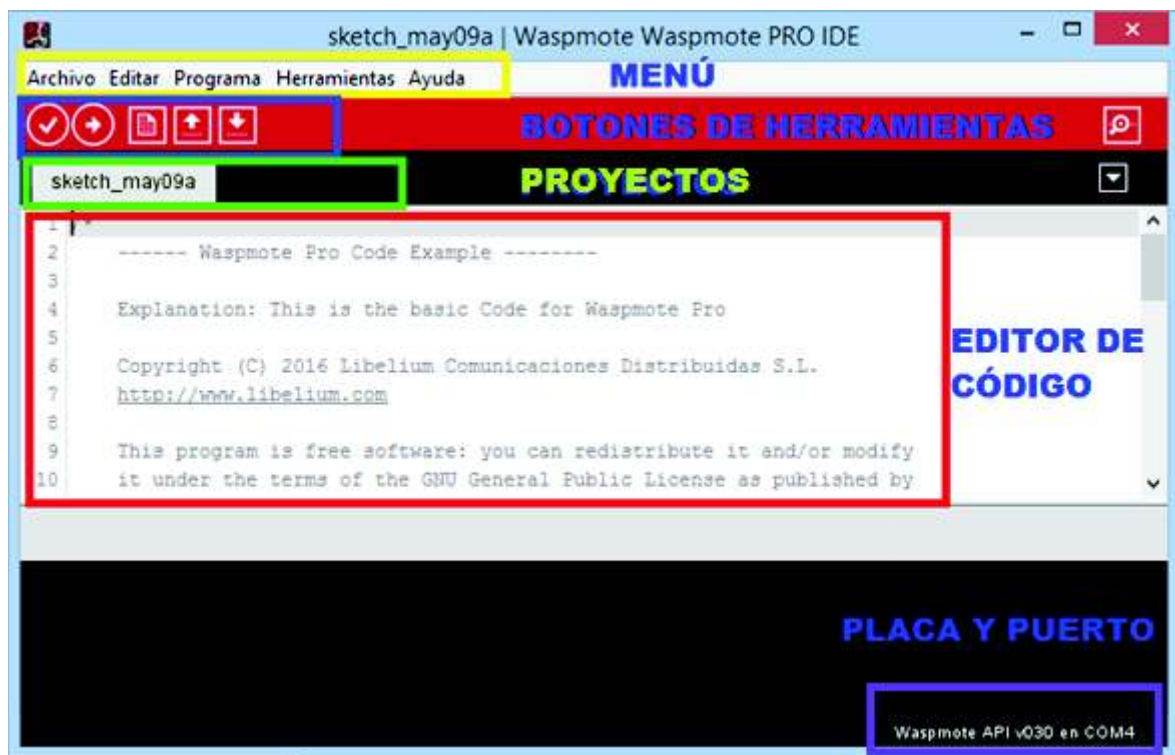 sketch_may09a | Waspmote Waspmote PRO IDE
Archivo Editar Programa Herramientas Ayuda
MENÚ
BOTONES DE HERRAMIENTAS
sketch_may09a
PROYECTOS
1
2 ------ Waspmote Pro Code Example --------
3
4 Explanation: This is the basic Code for Waspmote Pro
5
6 Copyright (C) 2016 Libelium Comunicaciones Distribuidas S.L.
7 http://www.libelium.com
8
9 This program is free software: you can redistribute it and/or modify
10 it under the terms of the GNU General Public License as published by
EDITOR DE
CÓDIGO
PLACA Y PUERTO
Waspmote API v030 en COM4